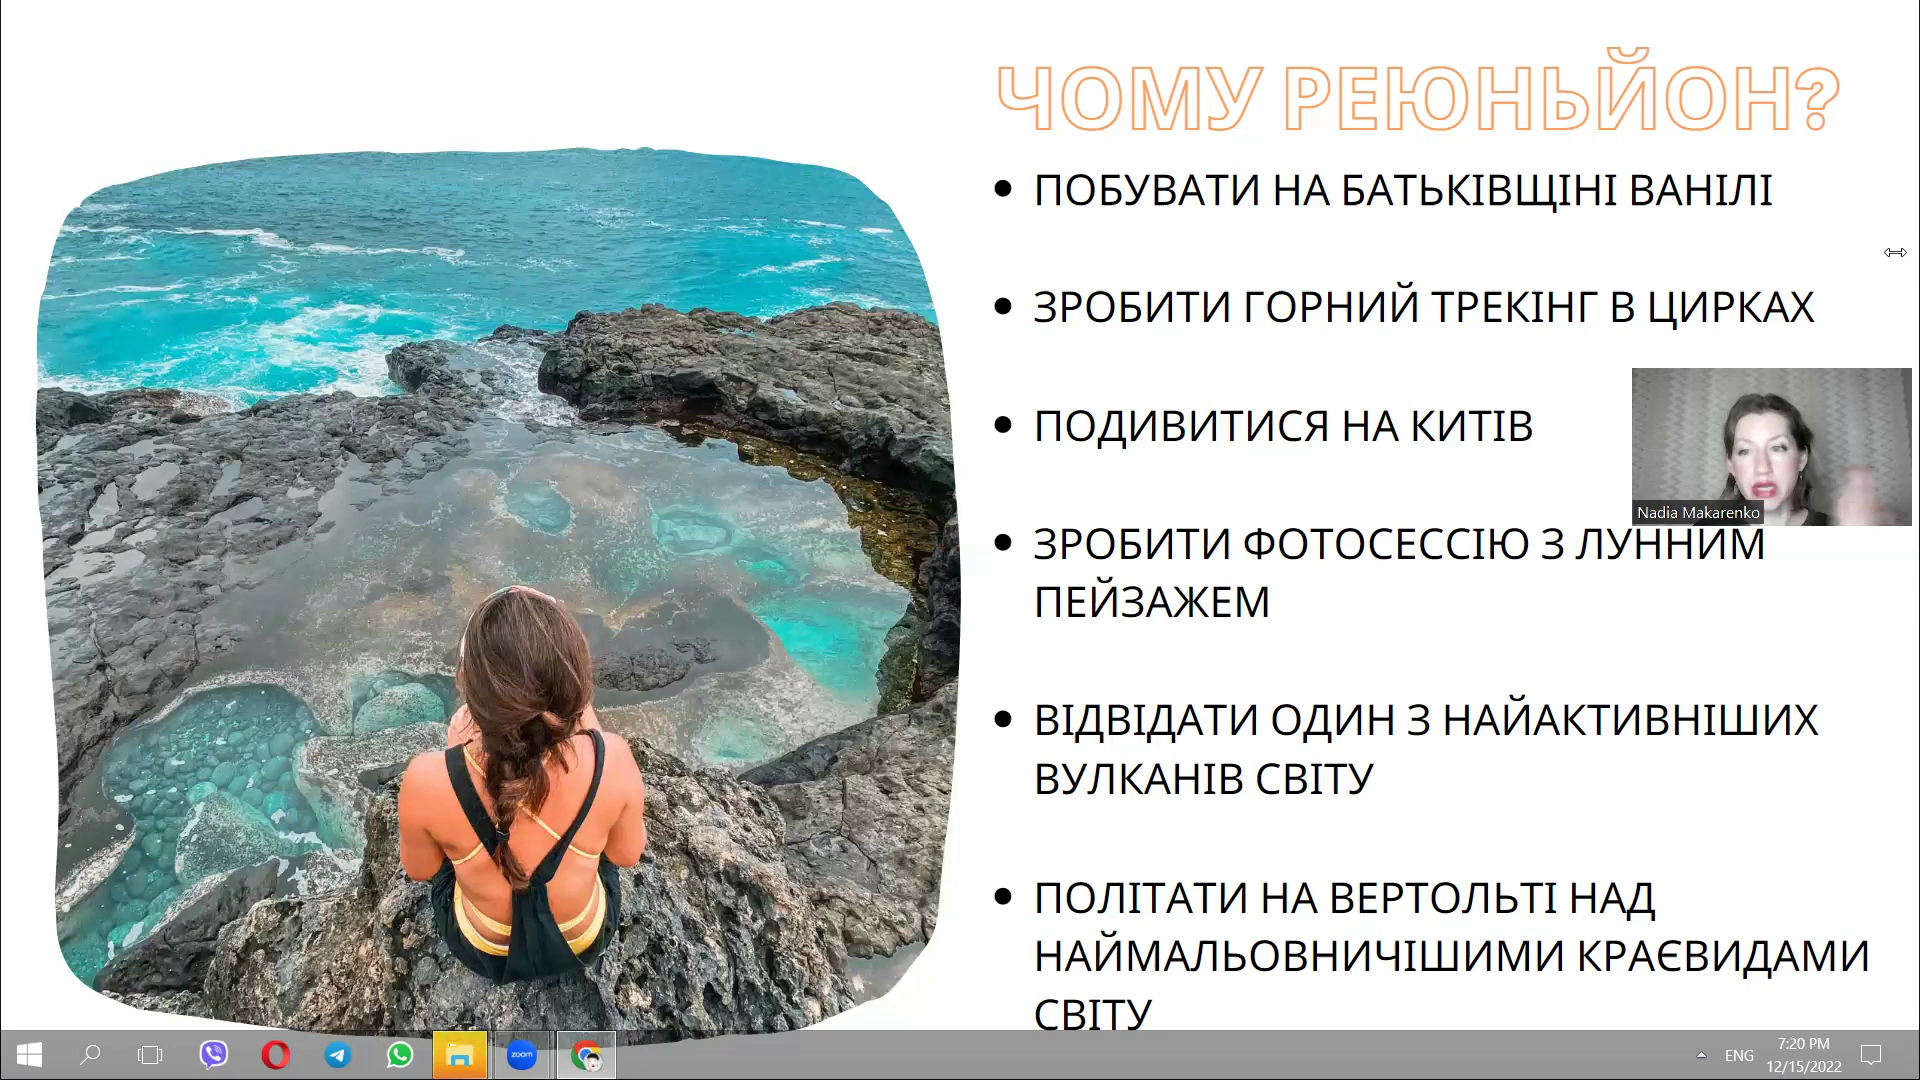 ЧОМУ РЕЮНЬЙОН?
• ПОБУВАТИ НА БАТЬКІВЩІНІ ВАНІЛІ
• ЗРОБИТИ ГОРНИЙ ТРЕКІНГ В ЦИРКАХ
• ПОДИВИТИСЯ НА КИТІВ
Nadia Makarenko
• ЗРОБИТИ ФОТОСЕССІЮ З ЛУННИМ
ПЕЙЗАЖЕМ
• ВІДВІДАТИ ОДИН З НАЙАКТИВНІШИХ
ВУЛКАНІВ СВІТУ
• ПОЛІТАТИ НА ВЕРТОЛЬТІ НАД
НАЙМАЛЬОВНИЧІШИМИ КРАЄВИДАМИ
СВІТУ
zoom
ENG
7:20 PM
12/15/2022